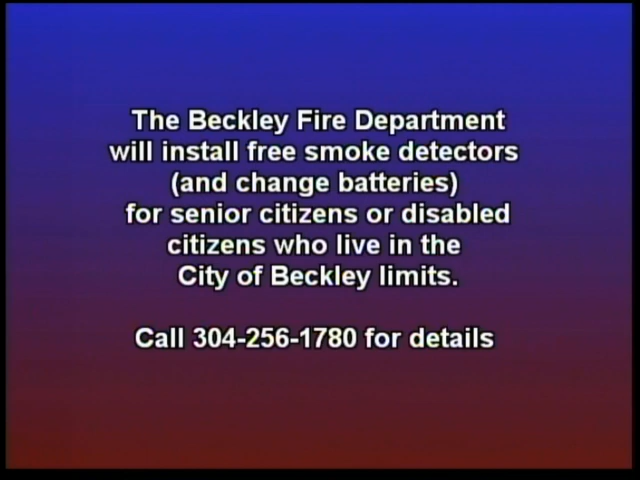 The Beckley Fire Department
will install free smoke detectors
(and change batteries)
for senior citizens or disabled
citizens who live in the
City of Beckley limits.
Call 304-256-1780 for details